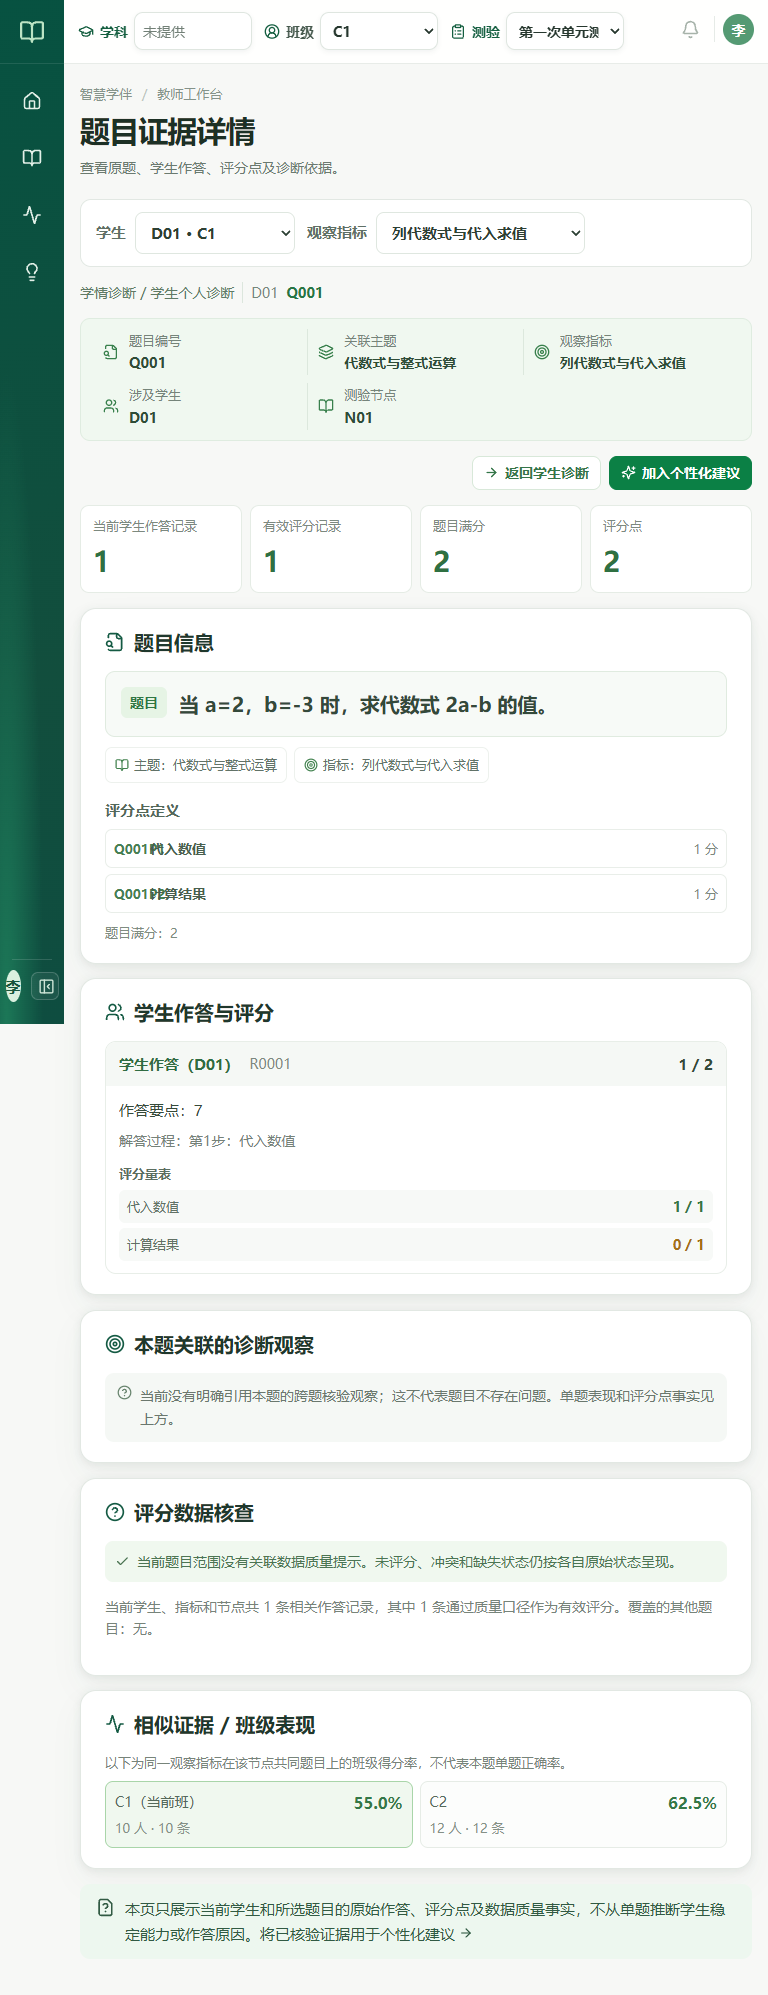 学科 未提供 班级 C1 测验 第一次单元测 李
智慧学伴 / 教师工作台
题目证据详情
查看原题、学生作答、评分点及诊断依据。
学生 D01 • C1 观察指标 列代数式与代入求值
学情诊断 / 学生个人诊断 D01 Q001
题目编号 关联主题 观察指标
Q001 代数式与整式运算 列代数式与代入求值
涉及学生 测验节点
D01 N01
返回学生诊断 加入个性化建议
当前学生作答记录 有效评分记录 题目满分 评分点
1 1 2 2
题目信息
题目 当 a=2，b=-3 时，求代数式 2a-b 的值。
主题：代数式与整式运算 指标：列代数式与代入求值
评分点定义
Q001 代入数值 1 分
Q001 计算结果 1 分
题目满分：2
李
学生作答与评分
学生作答（D01） R0001 1 / 2
作答要点：7
解答过程：第1步：代入数值
评分量表
代入数值 1 / 1
计算结果 0 / 1
本题关联的诊断观察
当前没有明确引用本题的跨题核验观察；这不代表题目不存在问题。单题表现和评分点事实见
上方。
评分数据核查
当前题目范围没有关联数据质量提示。未评分、冲突和缺失状态仍按各自原始状态呈现。
当前学生、指标和节点共 1 条相关作答记录，其中 1 条通过质量口径作为有效评分。覆盖的其他题
目：无。
相似证据 / 班级表现
以下为同一观察指标在该节点共同题目上的班级得分率，不代表本题单题正确率。
C1（当前班） 55.0% C2 62.5%
10 人 · 10 条 12 人 · 12 条
本页只展示当前学生和所选题目的原始作答、评分点及数据质量事实，不从单题推断学生稳
定能力或作答原因。将已核验证据用于个性化建议 →